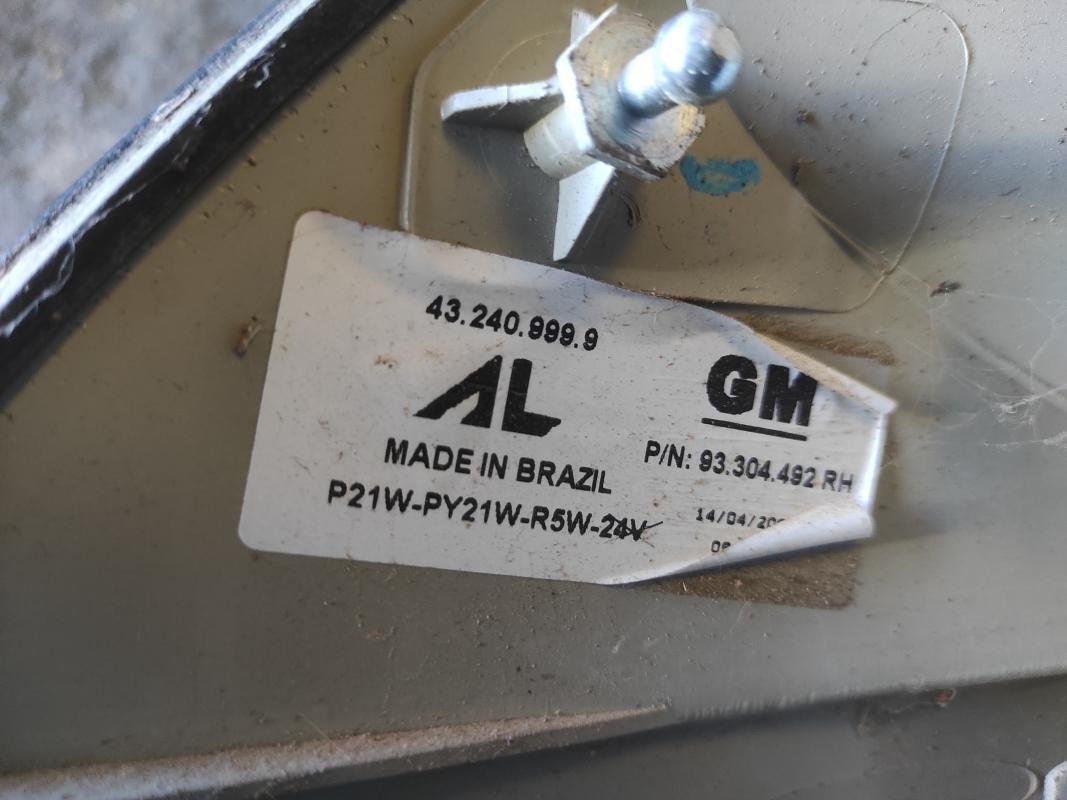 43.240.999.9
AL
GM
MADE IN BRAZIL
P/N: 93.304.492 RH
P21W-PY21W-R5W-24V